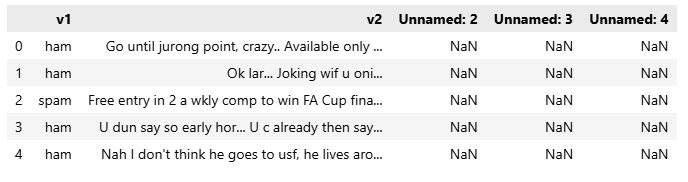 v1 v2 Unnamed: 2 Unnamed: 3 Unnamed: 4
0 ham Go until jurong point, crazy.. Available only ... NaN NaN NaN
1 ham Ok lar... Joking wif u oni... NaN NaN NaN
2 spam Free entry in 2 a wkly comp to win FA Cup fina... NaN NaN NaN
3 ham U dun say so early hor... U c already then say... NaN NaN NaN
4 ham Nah I don't think he goes to usf, he lives aro... NaN NaN NaN